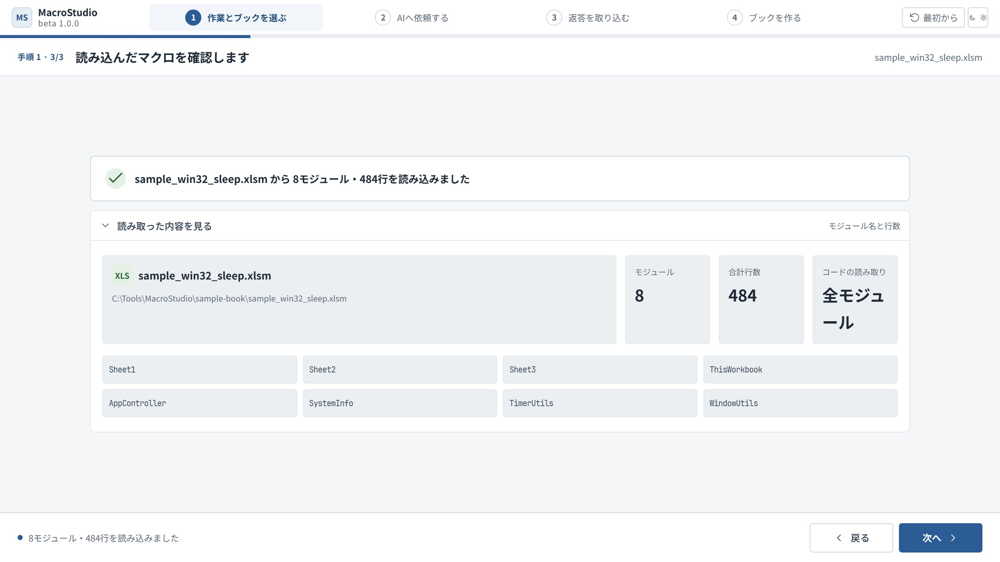 MS
MacroStudio
beta 1.0.0
1 作業とブックを選ぶ
2 AIへ依頼する
3 返答を取り込む
4 ブックを作る
最初から
手順 1 · 3/3
読み込んだマクロを確認します
sample_win32_sleep.xlsm
sample_win32_sleep.xlsm から 8モジュール・484行を読み込みました
読み取った内容を見る
モジュール名と行数
XLS
sample_win32_sleep.xlsm
C:\Tools\MacroStudio\sample-book\sample_win32_sleep.xlsm
モジュール
8
合計行数
484
コードの読み取り
全モジュ
ール
Sheet1
Sheet2
Sheet3
ThisWorkbook
AppController
SystemInfo
TimerUtils
WindowUtils
8モジュール・484行を読み込みました
戻る
次へ